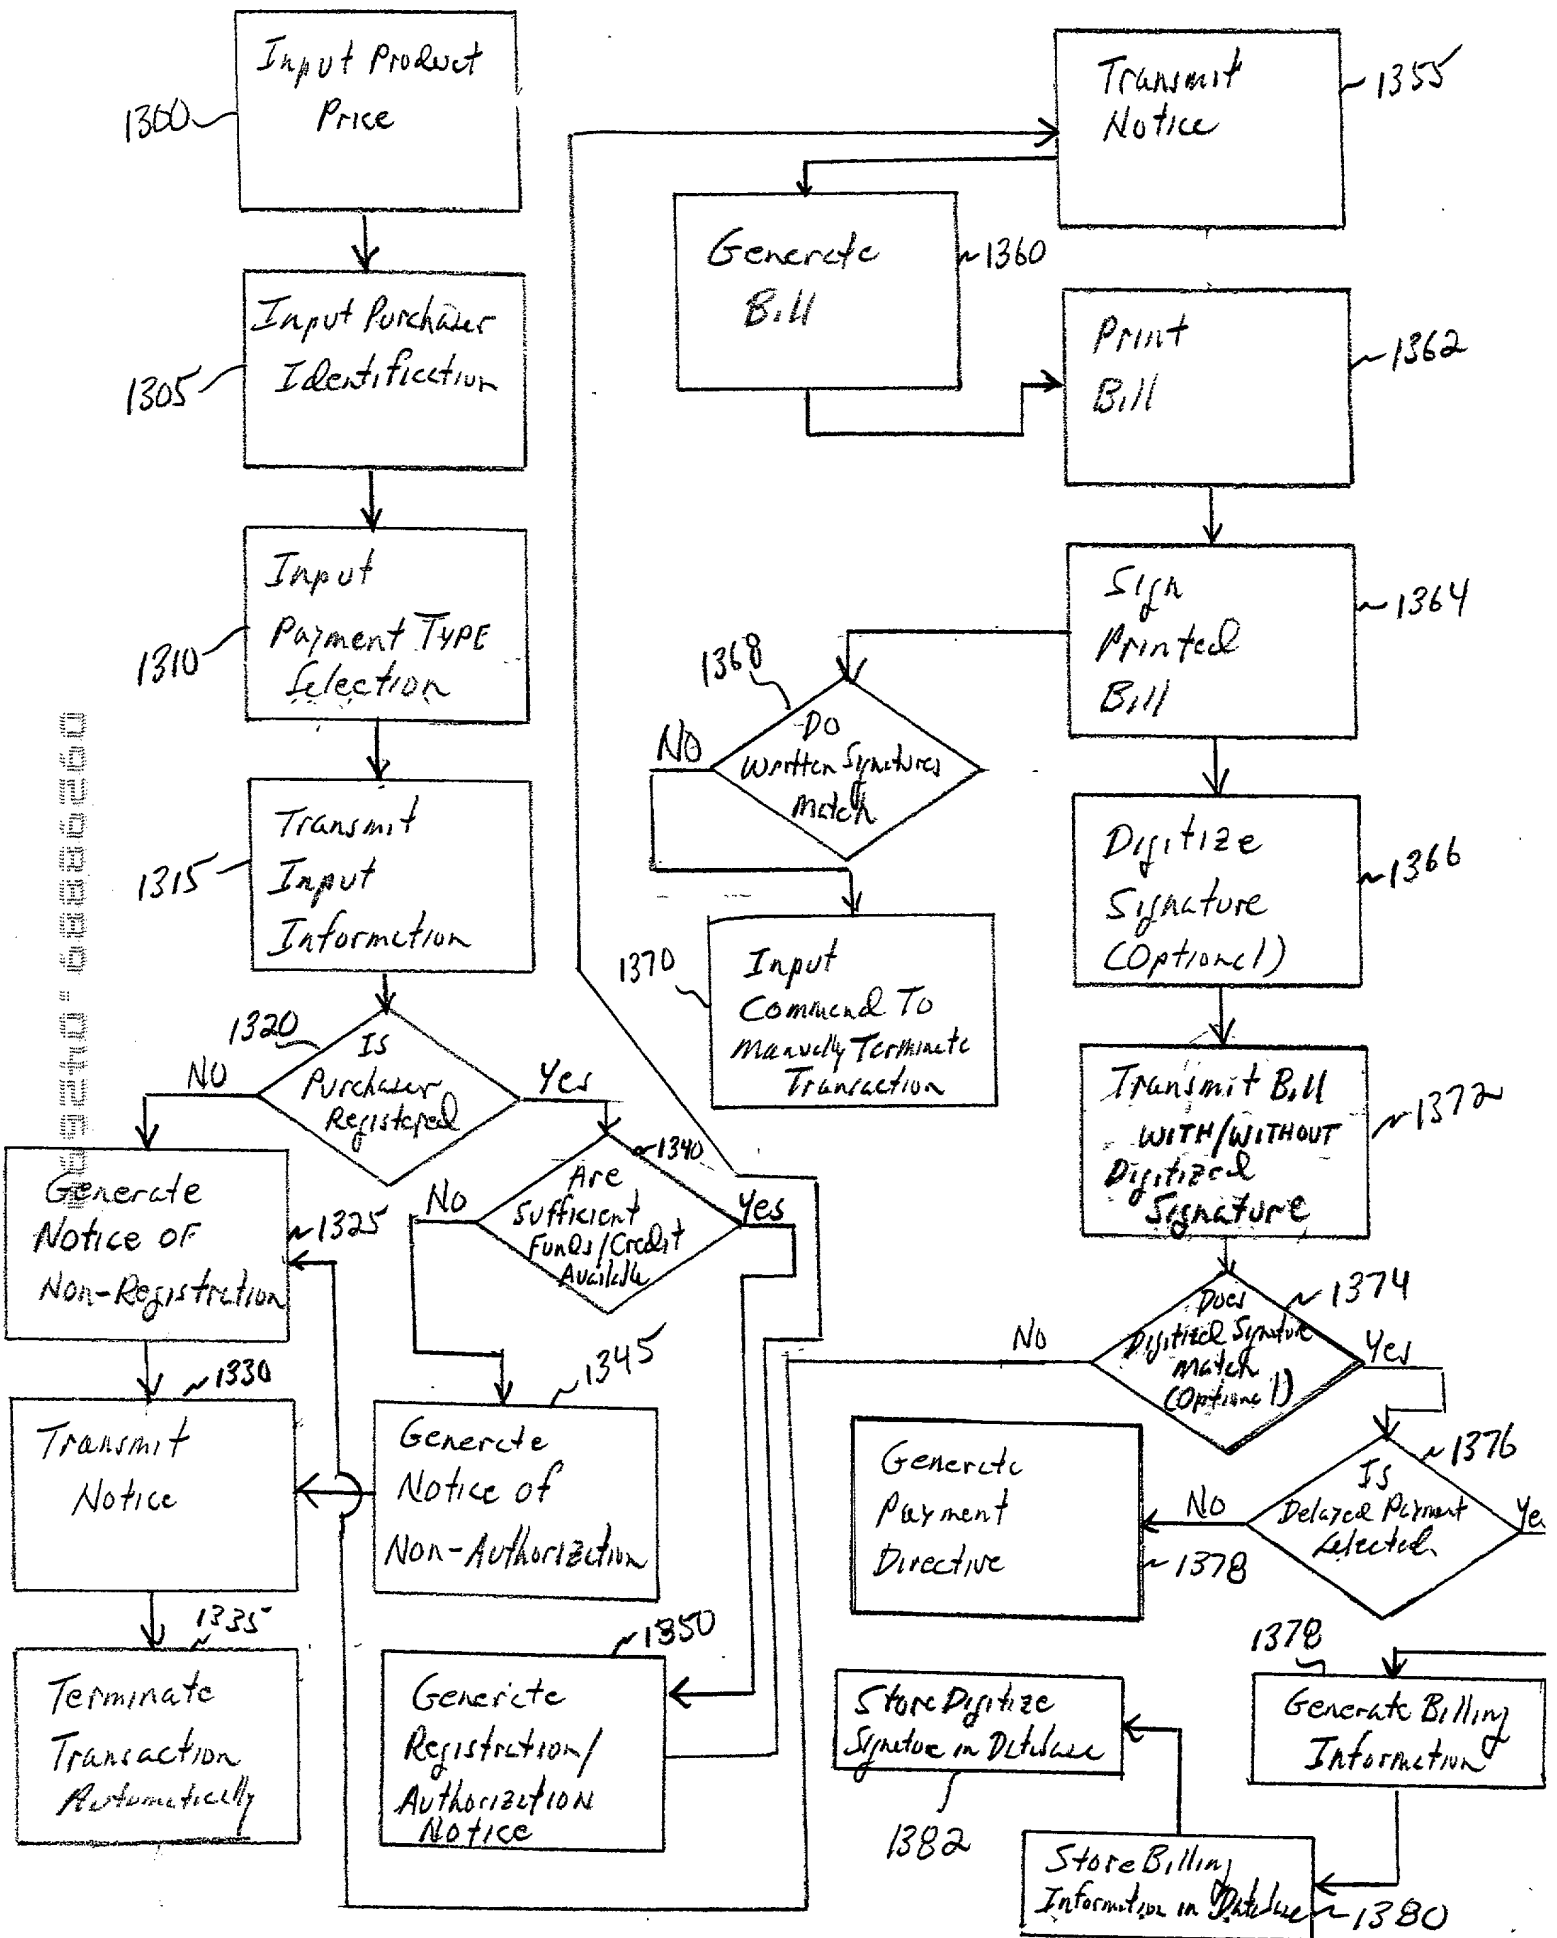 Input Product
Price
1300
Input Purchaser
Identification
1305
Input
Payment TYPE
Selection
1310
Transmit
Input
Information
1315
1320
Is
Purchaser
Registered
NO
Yes
Generate
Notice OF
Non-Registration
1325
1330
Transmit
Notice
1335
Terminate
Transaction
Automatically
1340
Are
Sufficient
Funds/Credit
Available
No
Yes
1345
Generate
Notice of
Non-Authorization
1350
Generate
Registration/
Authorization
Notice
Transmit
Notice
1355
Generate
Bill
1360
Print
Bill
1362
Sign
Printed
Bill
1364
1368
Do
Written Signatures
Match
NO
1370
Input
Command To
Manually Terminate
Transaction
Digitize
Signature
(Optional)
1366
Transmit Bill
WITH/WITHOUT
Digitized
Signature
1372
1374
Does
Digitized Signature
Match
(Optional)
No
Yes
1376
Is
Delayed Payment
Selected
No
Ye
Generate
Payment
Directive
1378
1378
Generate Billing
Information
Store Digitize
Signature in Database
1382
Store Billing
Information in Database
1380